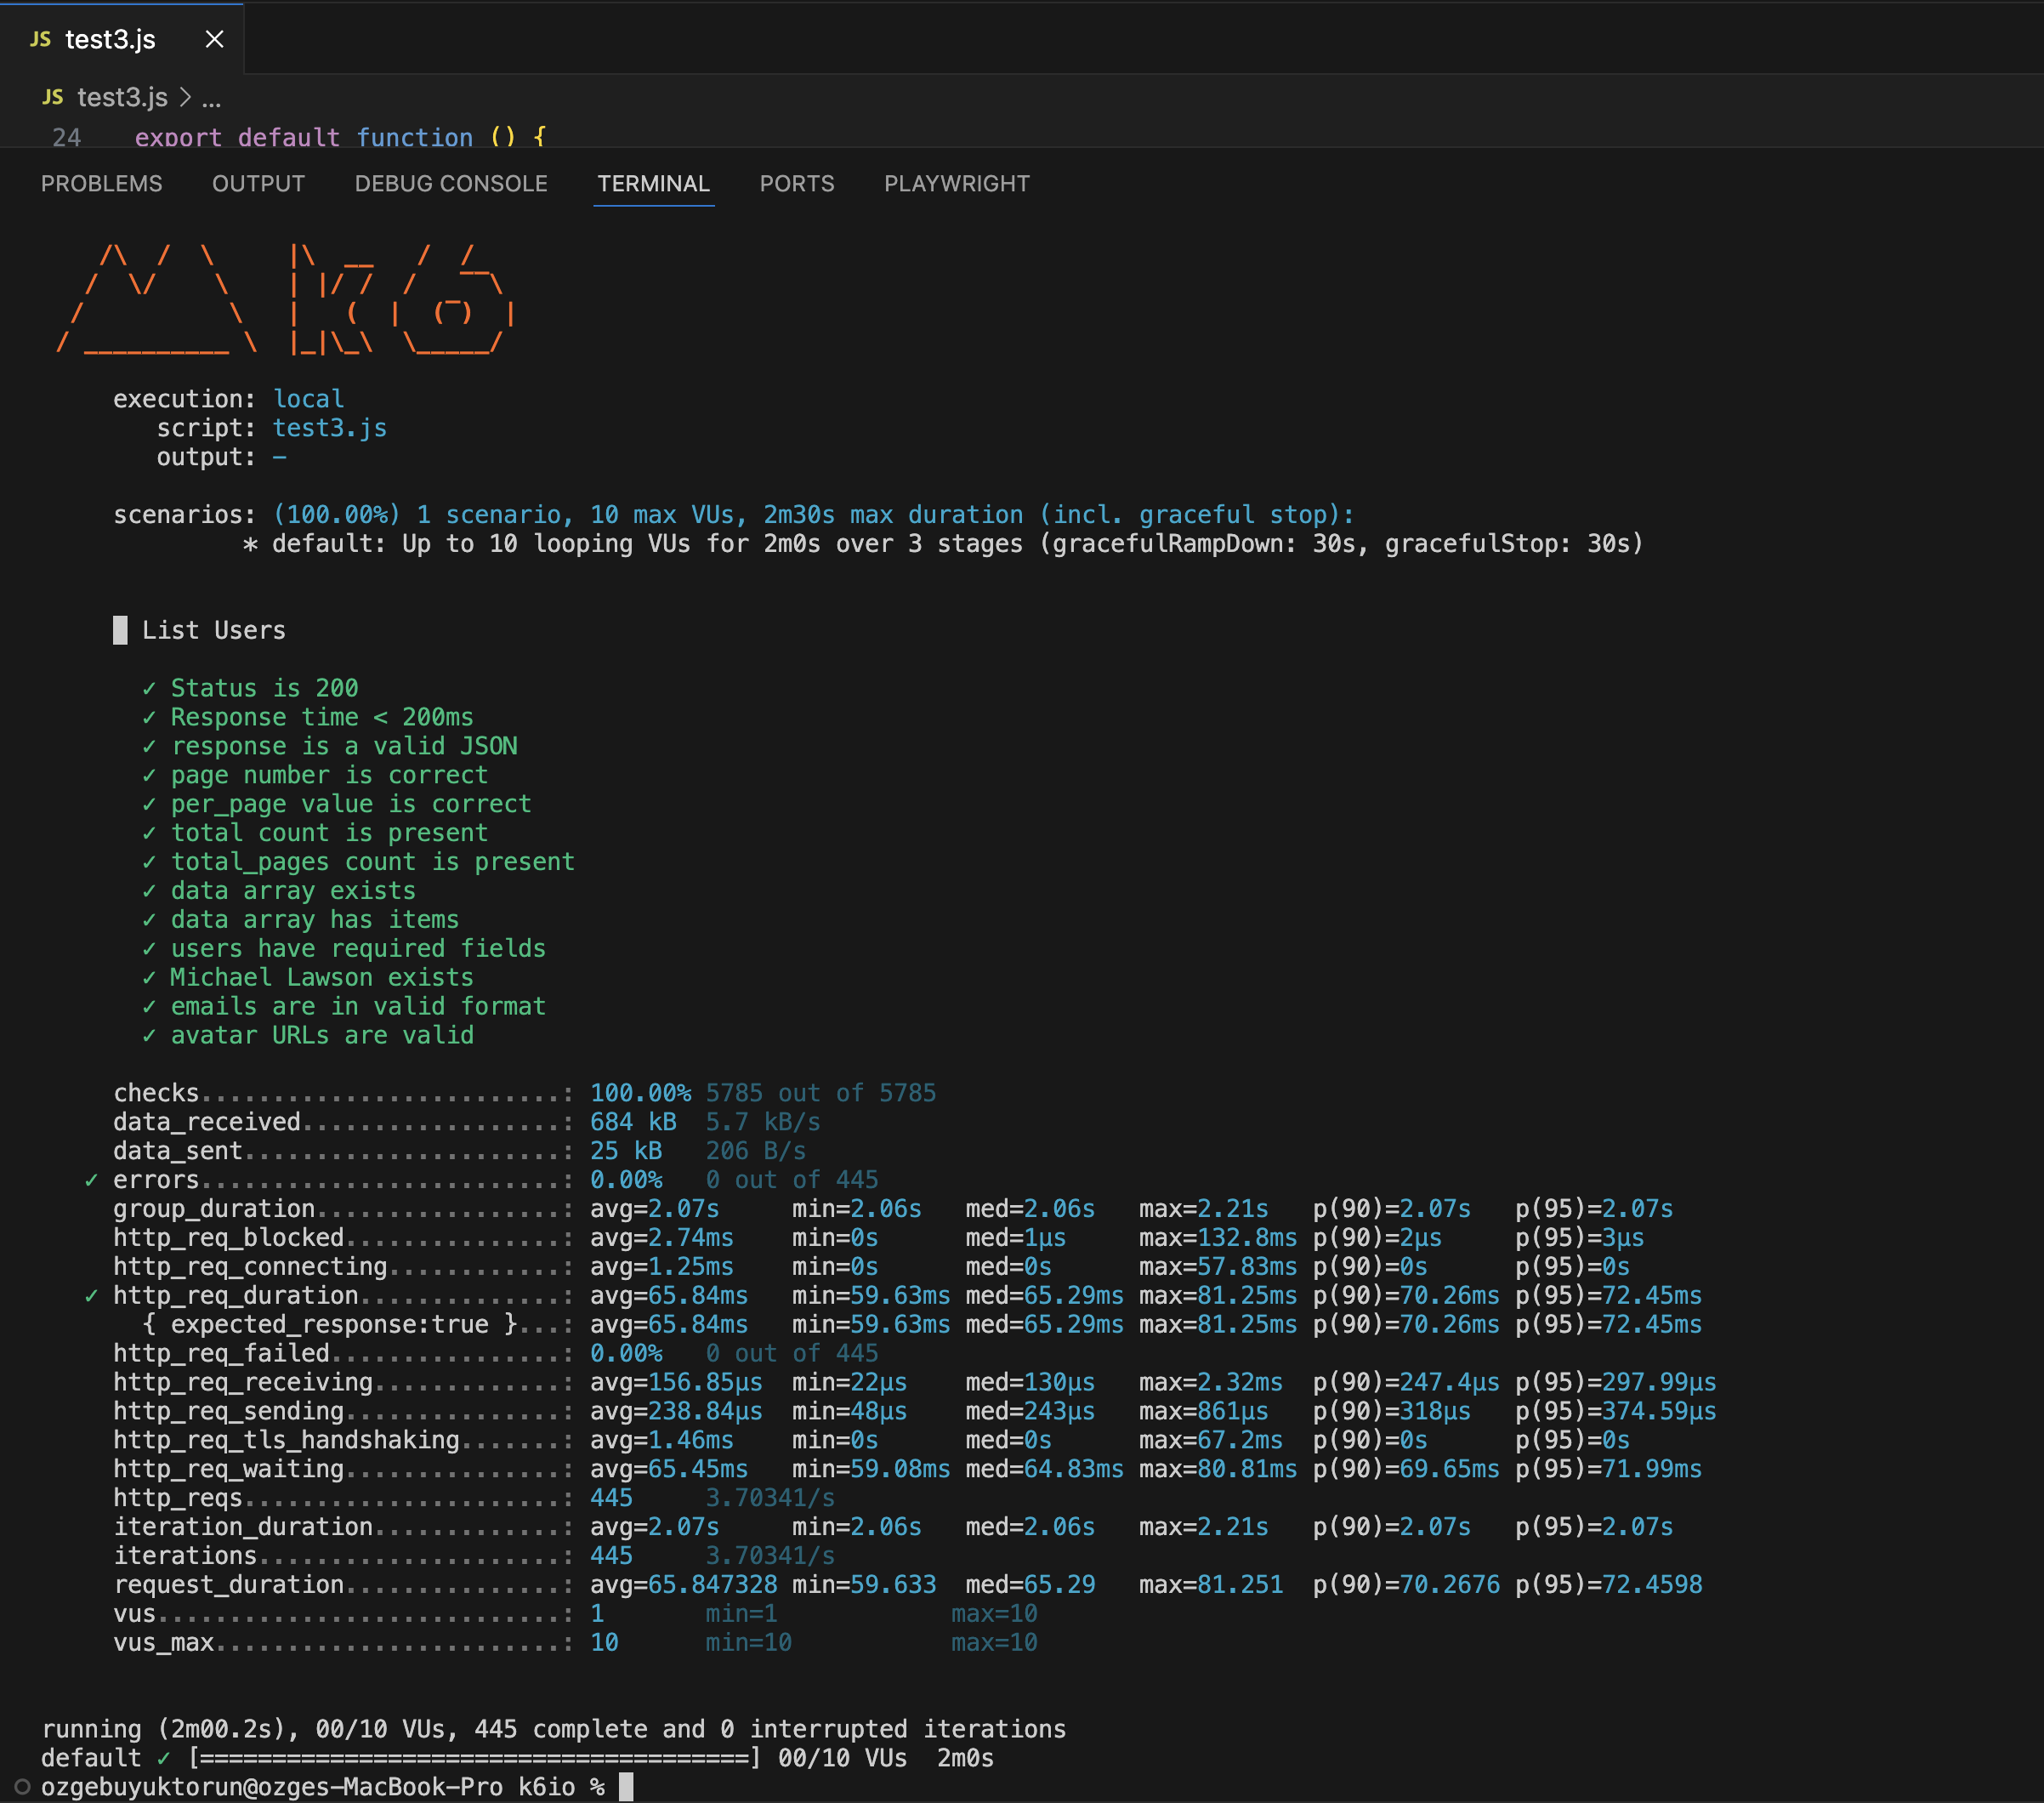 JS test3.js ×
JS test3.js > ...
24 export default function () {
PROBLEMS OUTPUT DEBUG CONSOLE TERMINAL PORTS PLAYWRIGHT
         /\      |‾‾| /‾‾/   /‾‾/
    /\  /  \     |  |/  /   /  /
   /  \/    \    |     (   /   ‾‾\
  /          \   |  |\  \ |  (‾)  |
 / __________ \  |__| \__\ \_____/
execution: local
script: test3.js
output: -
scenarios: (100.00%) 1 scenario, 10 max VUs, 2m30s max duration (incl. graceful stop):
* default: Up to 10 looping VUs for 2m0s over 3 stages (gracefulRampDown: 30s, gracefulStop: 30s)
█ List Users
✓ Status is 200
✓ Response time < 200ms
✓ response is a valid JSON
✓ page number is correct
✓ per_page value is correct
✓ total count is present
✓ total_pages count is present
✓ data array exists
✓ data array has items
✓ users have required fields
✓ Michael Lawson exists
✓ emails are in valid format
✓ avatar URLs are valid
checks.........................: 100.00% 5785 out of 5785
data_received..................: 684 kB 5.7 kB/s
data_sent......................: 25 kB 206 B/s
✓ errors.........................: 0.00% 0 out of 445
group_duration.................: avg=2.07s min=2.06s med=2.06s max=2.21s p(90)=2.07s p(95)=2.07s
http_req_blocked...............: avg=2.74ms min=0s med=1µs max=132.8ms p(90)=2µs p(95)=3µs
http_req_connecting............: avg=1.25ms min=0s med=0s max=57.83ms p(90)=0s p(95)=0s
✓ http_req_duration..............: avg=65.84ms min=59.63ms med=65.29ms max=81.25ms p(90)=70.26ms p(95)=72.45ms
{ expected_response:true }...: avg=65.84ms min=59.63ms med=65.29ms max=81.25ms p(90)=70.26ms p(95)=72.45ms
http_req_failed................: 0.00% 0 out of 445
http_req_receiving.............: avg=156.85µs min=22µs med=130µs max=2.32ms p(90)=247.4µs p(95)=297.99µs
http_req_sending...............: avg=238.84µs min=48µs med=243µs max=861µs p(90)=318µs p(95)=374.59µs
http_req_tls_handshaking.......: avg=1.46ms min=0s med=0s max=67.2ms p(90)=0s p(95)=0s
http_req_waiting...............: avg=65.45ms min=59.08ms med=64.83ms max=80.81ms p(90)=69.65ms p(95)=71.99ms
http_reqs......................: 445 3.70341/s
iteration_duration.............: avg=2.07s min=2.06s med=2.06s max=2.21s p(90)=2.07s p(95)=2.07s
iterations.....................: 445 3.70341/s
request_duration...............: avg=65.847328 min=59.633 med=65.29 max=81.251 p(90)=70.2676 p(95)=72.4598
vus............................: 1 min=1 max=10
vus_max........................: 10 min=10 max=10
running (2m00.2s), 00/10 VUs, 445 complete and 0 interrupted iterations
default ✓ [======================================] 00/10 VUs 2m0s
ozgebuyuktorun@ozges-MacBook-Pro k6io %